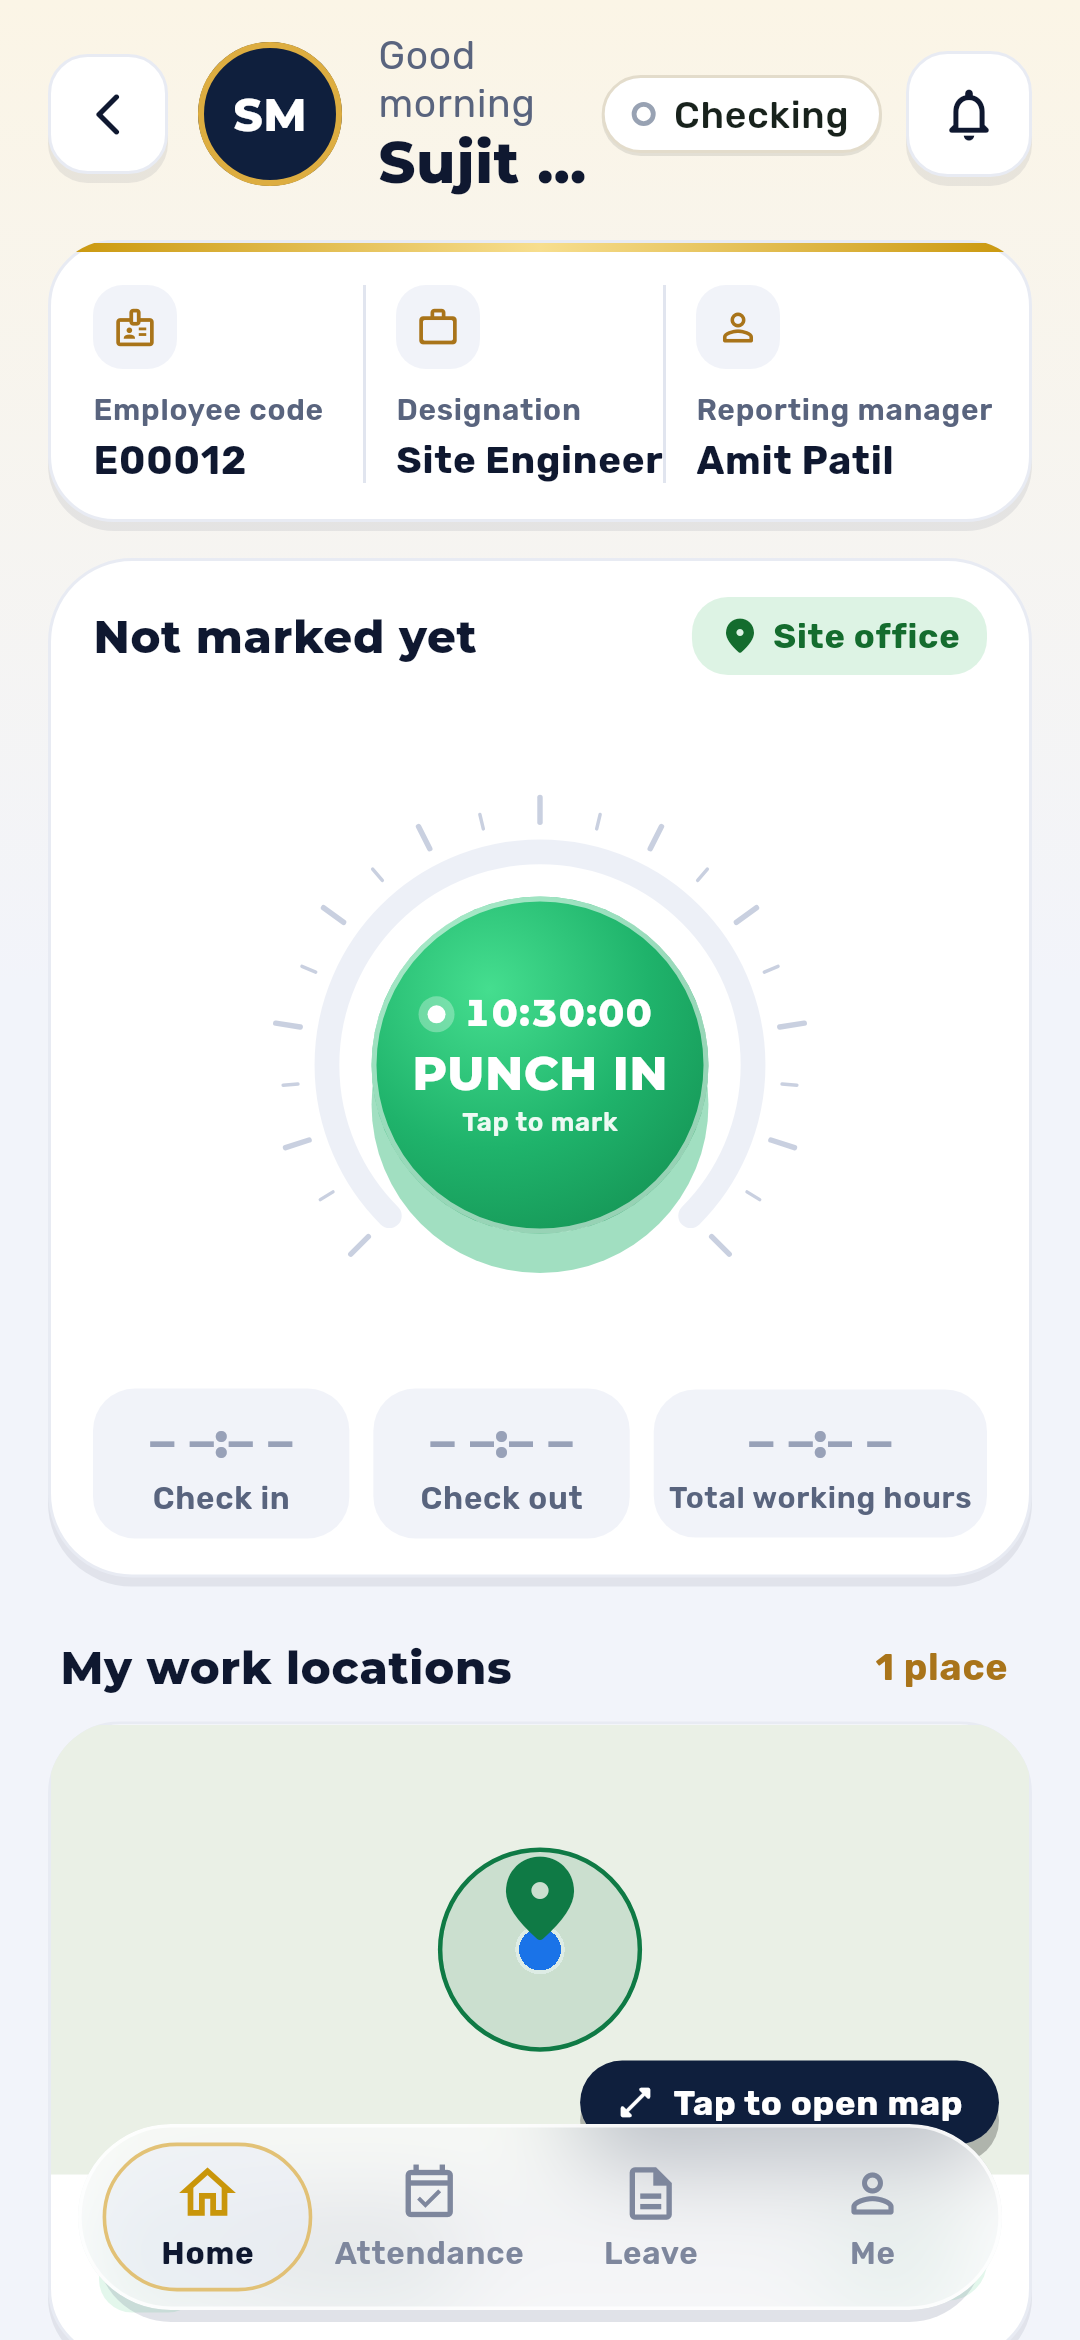 Good
morning
SM
Sujit ...
Checking
Employee code
E00012
Designation
Site Engineer
Reporting manager
Amit Patil
Not marked yet
Site office
10:30:00
PUNCH IN
Tap to mark
– –:– –
Check in
– –:– –
Check out
– –:– –
Total working hours
My work locations
1 place
Tap to open map
Home
Attendance
Leave
Me